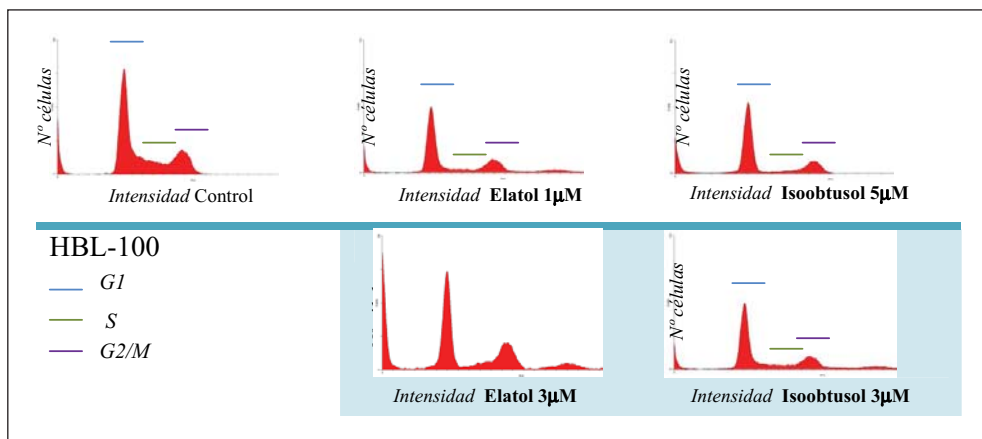 Nº células
Nº células
Nº células
Intensidad Control
Intensidad Elatol 1µM
Intensidad Isoobtusol 5µM
HBL-100
G1
S
G2/M
Nº células
Intensidad Elatol 3µM
Intensidad Isoobtusol 3µM